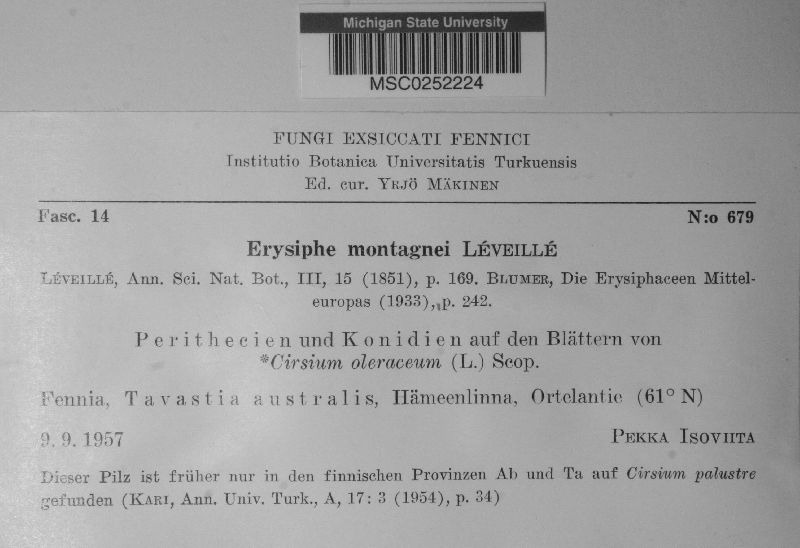 Michigan State University
MSC0252224
FUNGI EXSICCATI FENNICI
Institutio Botanica Universitatis Turkuensis
Ed. cur. YRJÖ MÄKINEN
Fasc. 14 N:o 679
Erysiphe montagnei LÉVEILLÉ
LÉVEILLÉ, Ann. Sci. Nat. Bot., III, 15 (1851), p. 169. BLUMER, Die Erysiphaceen Mittel-
europas (1933), p. 242.
Perithecien und Konidien auf den Blättern von
*Cirsium oleraceum (L.) Scop.
Fennia, Tavastia australis, Hämeenlinna, Ortelantie (61° N)
9. 9. 1957 PEKKA ISOVIITA
Dieser Pilz ist früher nur in den finnischen Provinzen Ab und Ta auf Cirsium palustre
gefunden (KARI, Ann. Univ. Turk., A, 17: 3 (1954), p. 34)